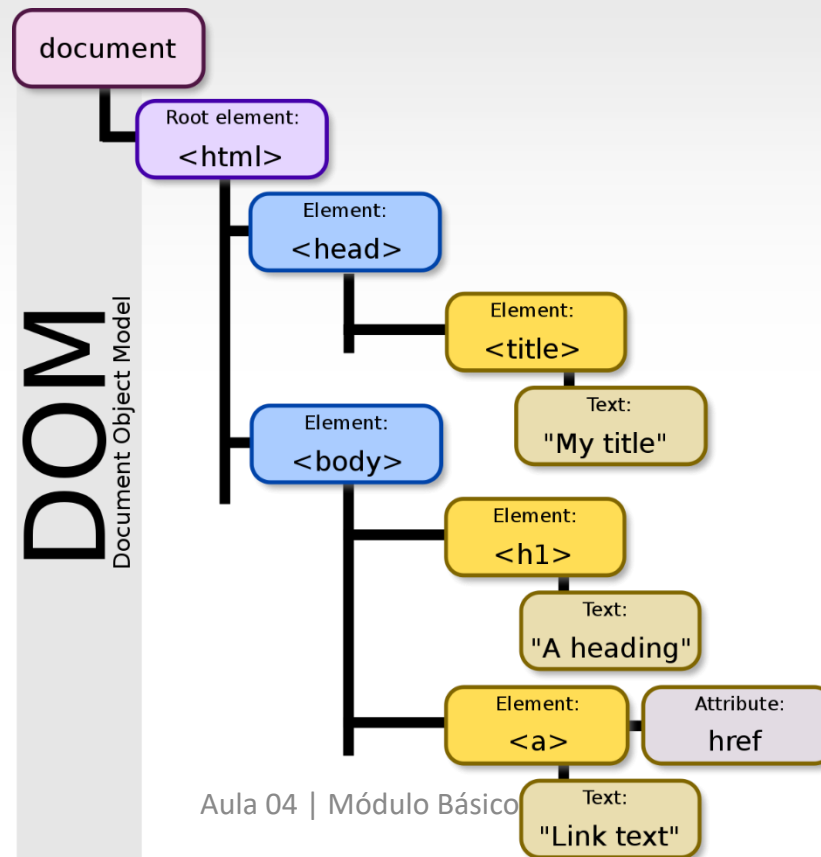 document
Root element:
<html>
Element:
<head>
Element:
<title>
Text:
"My title"
Element:
<body>
Element:
<h1>
Text:
"A heading"
Element:
<a>
Attribute:
href
Text:
"Link text"
DOM
Document Object Model
Aula 04 | Módulo Básico